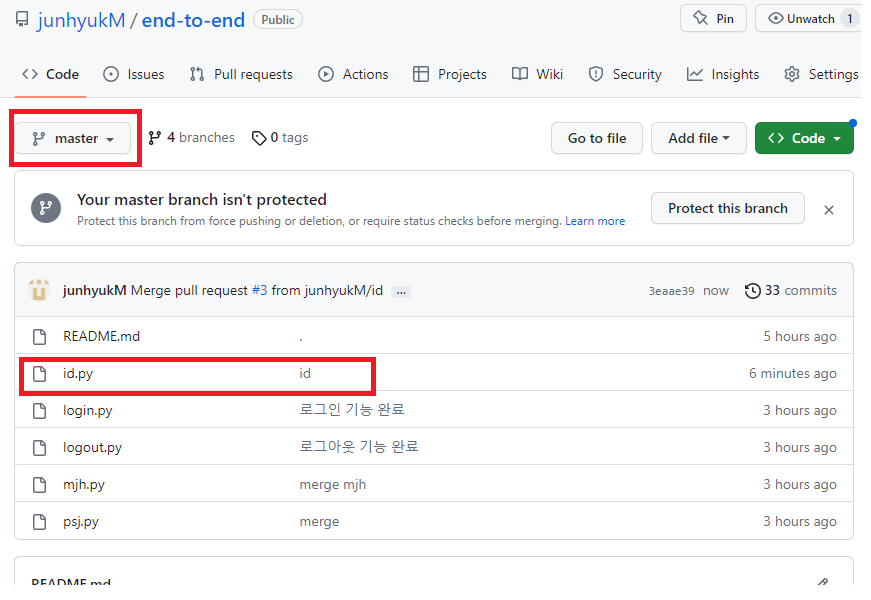 junhyukM / end-to-end Public Pin Unwatch 1
Code Issues Pull requests Actions Projects Wiki Security Insights Settings
master 4 branches 0 tags Go to file Add file Code
Your master branch isn't protected
Protect this branch from force pushing or deletion, or require status checks before merging. Learn more
Protect this branch
junhyukM Merge pull request #3 from junhyukM/id ... 3eaae39 now 33 commits
README.md . 5 hours ago
id.py id 6 minutes ago
login.py 로그인 기능 완료 3 hours ago
logout.py 로그아웃 기능 완료 3 hours ago
mjh.py merge mjh 3 hours ago
psj.py merge 3 hours ago
README.md